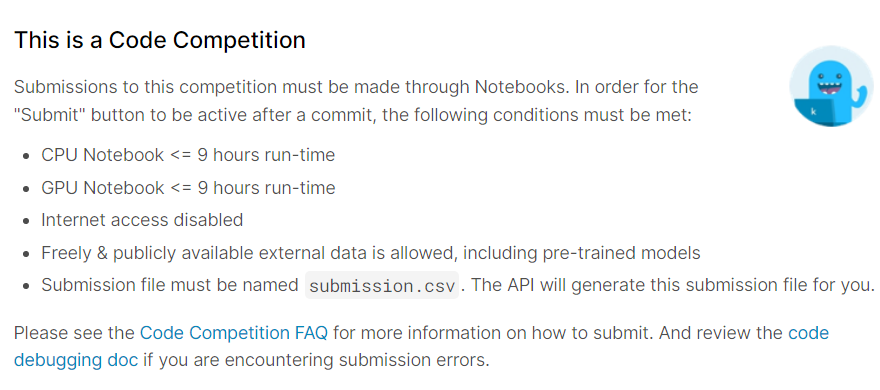 This is a Code Competition
Submissions to this competition must be made through Notebooks. In order for the
"Submit" button to be active after a commit, the following conditions must be met:
• CPU Notebook <= 9 hours run-time
• GPU Notebook <= 9 hours run-time
• Internet access disabled
• Freely & publicly available external data is allowed, including pre-trained models
• Submission file must be named submission.csv. The API will generate this submission file for you.
Please see the Code Competition FAQ for more information on how to submit. And review the code
debugging doc if you are encountering submission errors.
k